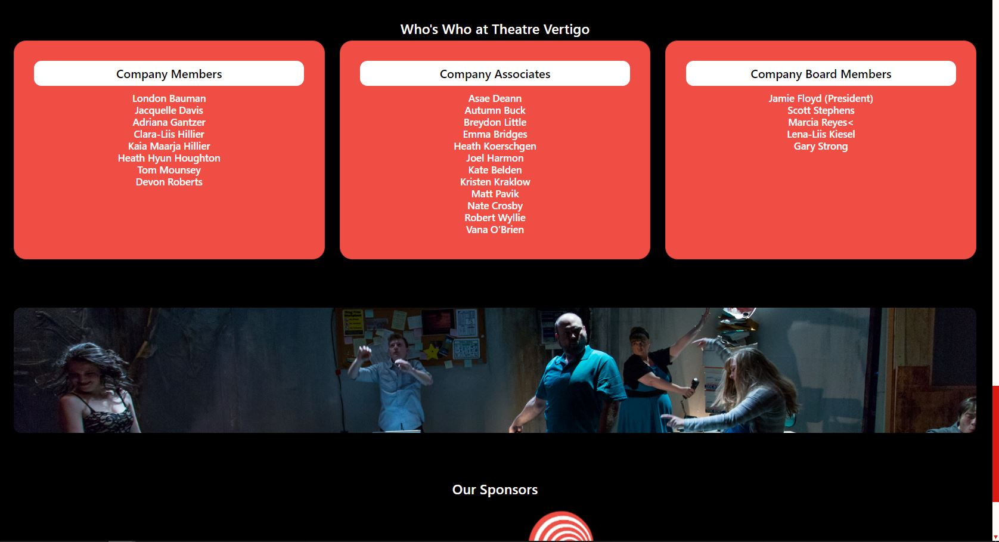 Who's Who at Theatre Vertigo
Company Members
London Bauman
Jacquelle Davis
Adriana Gantzer
Clara-Liis Hillier
Kaia Maarja Hillier
Heath Hyun Houghton
Tom Mounsey
Devon Roberts
Company Associates
Asae Deann
Autumn Buck
Breydon Little
Emma Bridges
Heath Koerschgen
Joel Harmon
Kate Belden
Kristen Kraklow
Matt Pavik
Nate Crosby
Robert Wyllie
Vana O’Brien
Company Board Members
Jamie Floyd (President)
Scott Stephens
Marcia Reyes<
Lena-Liis Kiesel
Gary Strong
Our Sponsors